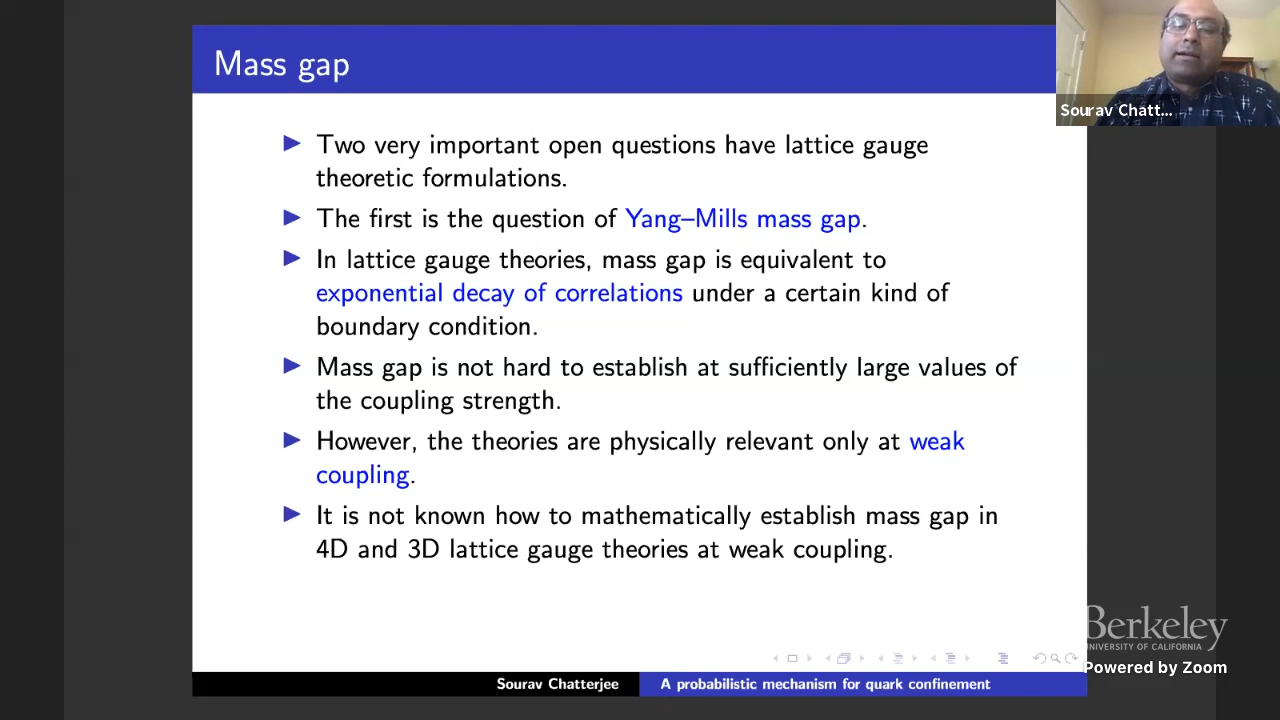 Mass gap
Sourav Chatt...
Two very important open questions have lattice gauge
theoretic formulations.
The first is the question of Yang–Mills mass gap.
In lattice gauge theories, mass gap is equivalent to
exponential decay of correlations under a certain kind of
boundary condition.
Mass gap is not hard to establish at sufficiently large values of
the coupling strength.
However, the theories are physically relevant only at weak
coupling.
It is not known how to mathematically establish mass gap in
4D and 3D lattice gauge theories at weak coupling.
Berkeley
UNIVERSITY OF CALIFORNIA
Powered by Zoom
Sourav Chatterjee
A probabilistic mechanism for quark confinement